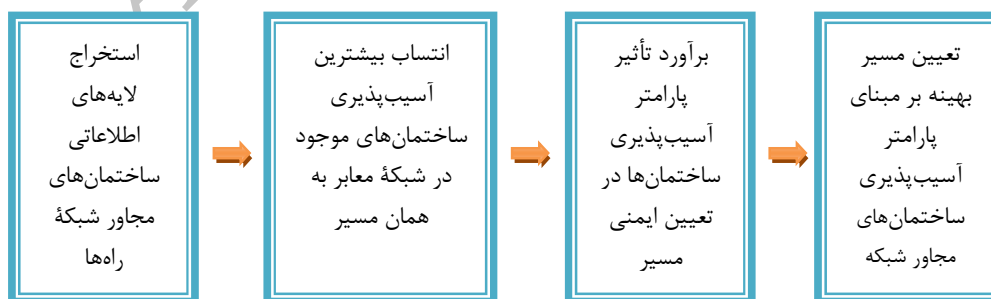 استخراج
لایه‌های
اطلاعاتی
ساختمان‌های
مجاور شبکهٔ
راه‌ها
انتساب بیشترین
آسیب‌پذیری
ساختمان‌های موجود
در شبکهٔ معابر به
همان مسیر
برآورد تأثیر
پارامتر
آسیب‌پذیری
ساختمان‌ها در
تعیین ایمنی
مسیر
تعیین مسیر
بهینه بر مبنای
پارامتر
آسیب‌پذیری
ساختمان‌های
مجاور شبکه